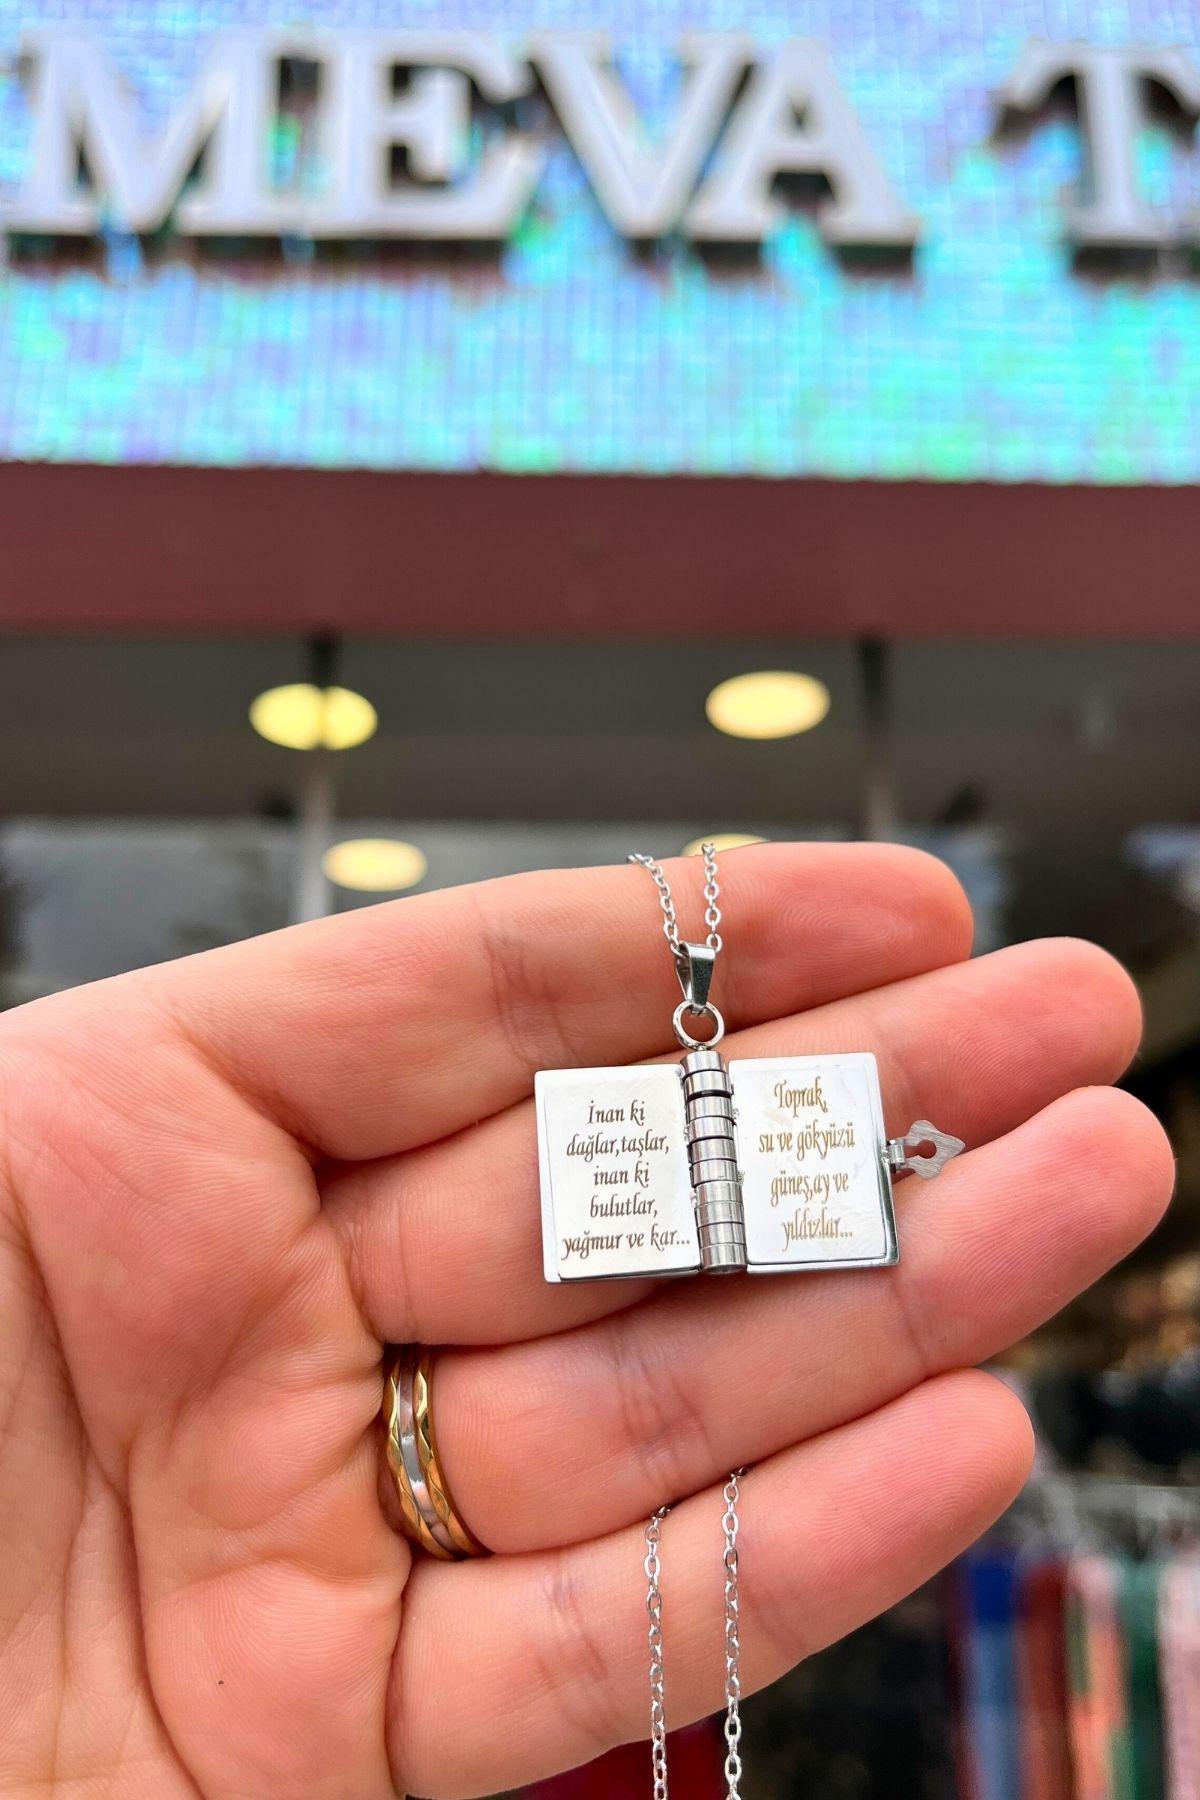 MEVA T
İnan ki
dağlar,taşlar,
inan ki
bulutlar,
yağmur ve kar...
Toprak,
su ve gökyüzü
güneş,ay ve
yıldızlar...